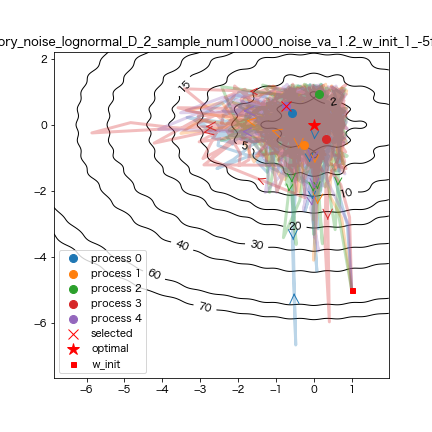 ory_noise_lognormal_D_2_sample_num10000_noise_va_1.2_w_init_1_-5
2
0
−2
−4
−6
−6 −5 −4 −3 −2 −1 0 1
15
2
5
10
20
30
40
60
70
process 0
process 1
process 2
process 3
process 4
selected
optimal
w_init